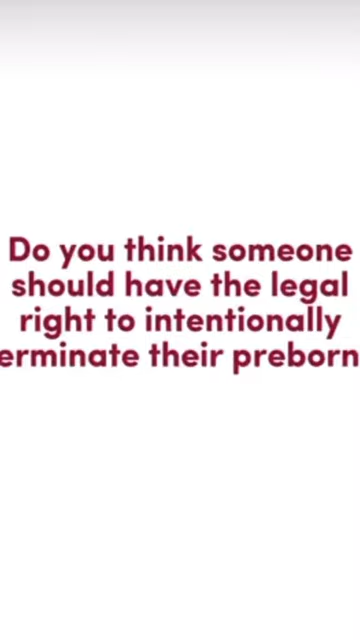 Do you think someone
should have the legal
right to intentionally
erminate their preborn